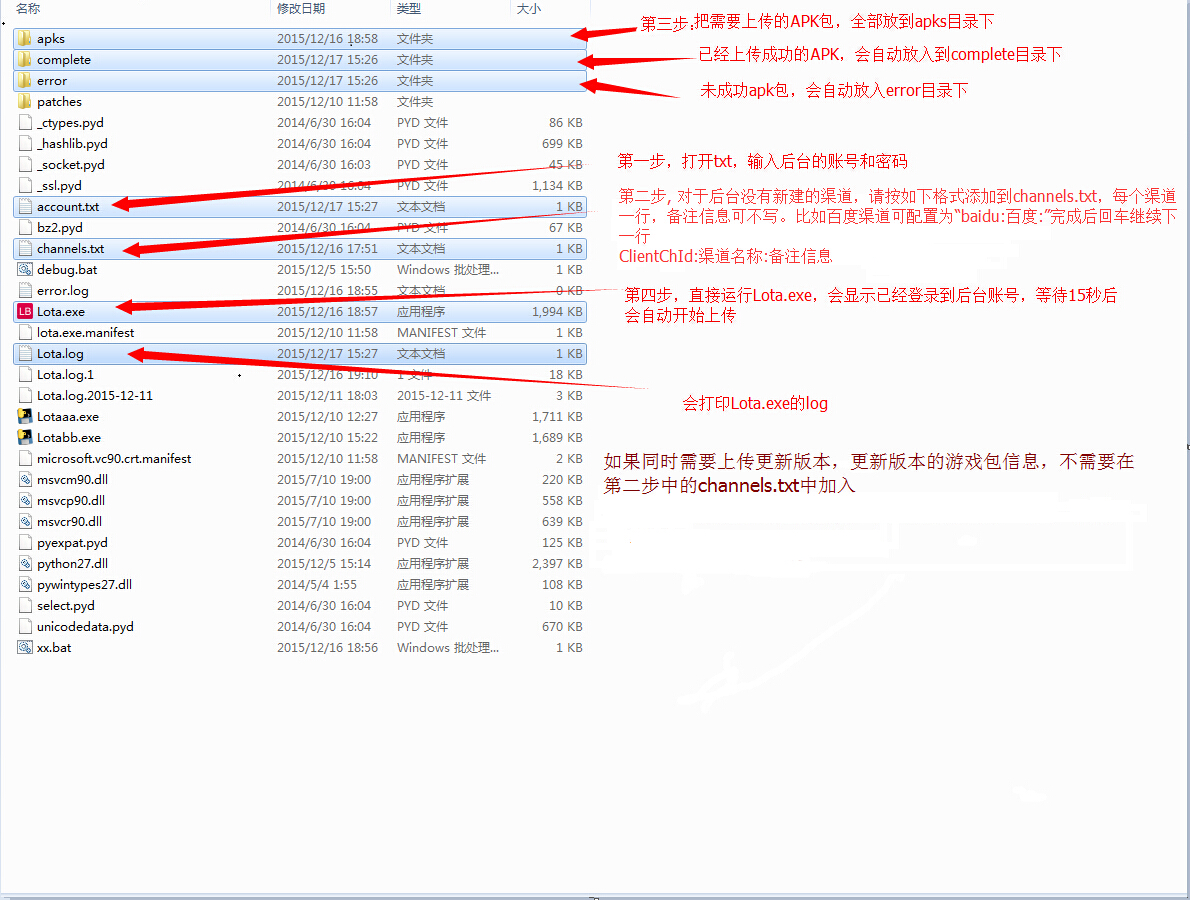 名称 修改日期 类型 大小
apks 2015/12/16 18:58 文件夹
complete 2015/12/17 15:26 文件夹
error 2015/12/17 15:26 文件夹
patches 2015/12/10 11:58 文件夹
_ctypes.pyd 2014/6/30 16:04 PYD 文件 86 KB
_hashlib.pyd 2014/6/30 16:04 PYD 文件 699 KB
_socket.pyd 2014/6/30 16:03 PYD 文件 45 KB
_ssl.pyd 2014/6/30 16:04 PYD 文件 1,134 KB
account.txt 2015/12/17 15:27 文本文档 1 KB
bz2.pyd 2014/6/30 16:04 PYD 文件 67 KB
channels.txt 2015/12/16 17:51 文本文档 1 KB
debug.bat 2015/12/5 15:50 Windows 批处理... 1 KB
error.log 2015/12/16 18:55 文本文档 0 KB
LB Lota.exe 2015/12/16 18:57 应用程序 1,994 KB
lota.exe.manifest 2015/12/10 11:58 MANIFEST 文件 1 KB
Lota.log 2015/12/17 15:27 文本文档 1 KB
Lota.log.1 2015/12/16 19:10 1 文件 18 KB
Lota.log.2015-12-11 2015/12/11 18:03 2015-12-11 文件 3 KB
Lotaaa.exe 2015/12/10 12:27 应用程序 1,711 KB
Lotabb.exe 2015/12/10 15:22 应用程序 1,689 KB
microsoft.vc90.crt.manifest 2015/12/10 11:58 MANIFEST 文件 2 KB
msvcm90.dll 2015/7/10 19:00 应用程序扩展 220 KB
msvcp90.dll 2015/7/10 19:00 应用程序扩展 558 KB
msvcr90.dll 2015/7/10 19:00 应用程序扩展 639 KB
pyexpat.pyd 2014/6/30 16:04 PYD 文件 125 KB
python27.dll 2015/12/5 15:14 应用程序扩展 2,397 KB
pywintypes27.dll 2014/5/4 1:55 应用程序扩展 108 KB
select.pyd 2014/6/30 16:04 PYD 文件 10 KB
unicodedata.pyd 2014/6/30 16:04 PYD 文件 670 KB
xx.bat 2015/12/16 18:56 Windows 批处理... 1 KB
第三步:把需要上传的APK包，全部放到apks目录下
已经上传成功的APK，会自动放入到complete目录下
未成功apk包，会自动放入error目录下
第一步，打开txt，输入后台的账号和密码
第二步, 对于后台没有新建的渠道，请按如下格式添加到channels.txt，每个渠道
一行，备注信息可不写。比如百度渠道可配置为“baidu:百度:”完成后回车继续下
一行
ClientChId:渠道名称:备注信息
第四步，直接运行Lota.exe，会显示已经登录到后台账号，等待15秒后
会自动开始上传
会打印Lota.exe的log
如果同时需要上传更新版本，更新版本的游戏包信息，不需要在
第二步中的channels.txt中加入